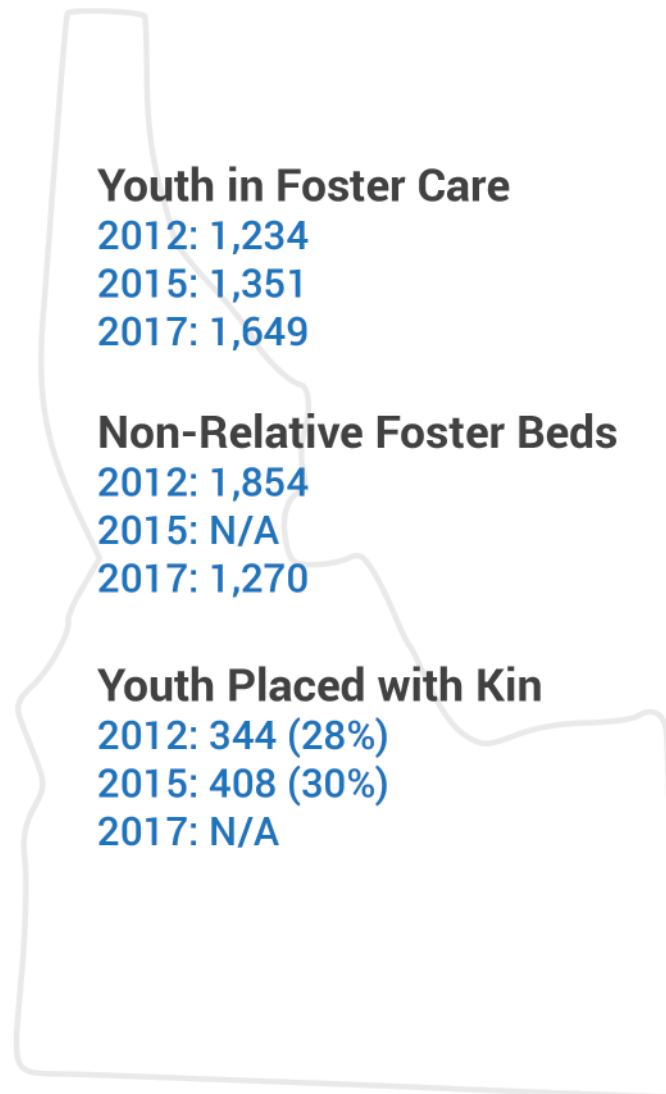 Youth in Foster Care
2012: 1,234
2015: 1,351
2017: 1,649
Non-Relative Foster Beds
2012: 1,854
2015: N/A
2017: 1,270
Youth Placed with Kin
2012: 344 (28%)
2015: 408 (30%)
2017: N/A